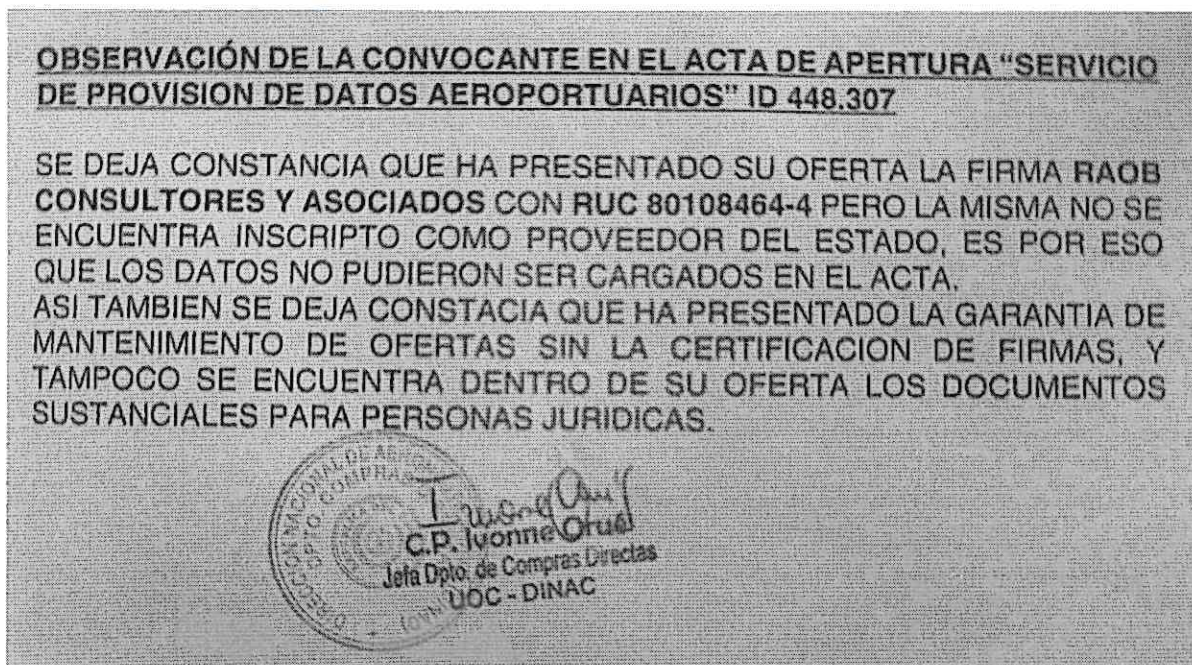 OBSERVACIÓN DE LA CONVOCANTE EN EL ACTA DE APERTURA “SERVICIO
DE PROVISION DE DATOS AEROPORTUARIOS” ID 448.307
SE DEJA CONSTANCIA QUE HA PRESENTADO SU OFERTA LA FIRMA RAOB
CONSULTORES Y ASOCIADOS CON RUC 80108464-4 PERO LA MISMA NO SE
ENCUENTRA INSCRIPTO COMO PROVEEDOR DEL ESTADO, ES POR ESO
QUE LOS DATOS NO PUDIERON SER CARGADOS EN EL ACTA.
ASI TAMBIEN SE DEJA CONSTACIA QUE HA PRESENTADO LA GARANTIA DE
MANTENIMIENTO DE OFERTAS SIN LA CERTIFICACION DE FIRMAS, Y
TAMPOCO SE ENCUENTRA DENTRO DE SU OFERTA LOS DOCUMENTOS
SUSTANCIALES PARA PERSONAS JURIDICAS.
DIRECCION NACIONAL DE
DPTO COMPRAS
C.P. Ivonne
Jefa Dpto. de Compras Directas
UOC - DINAC